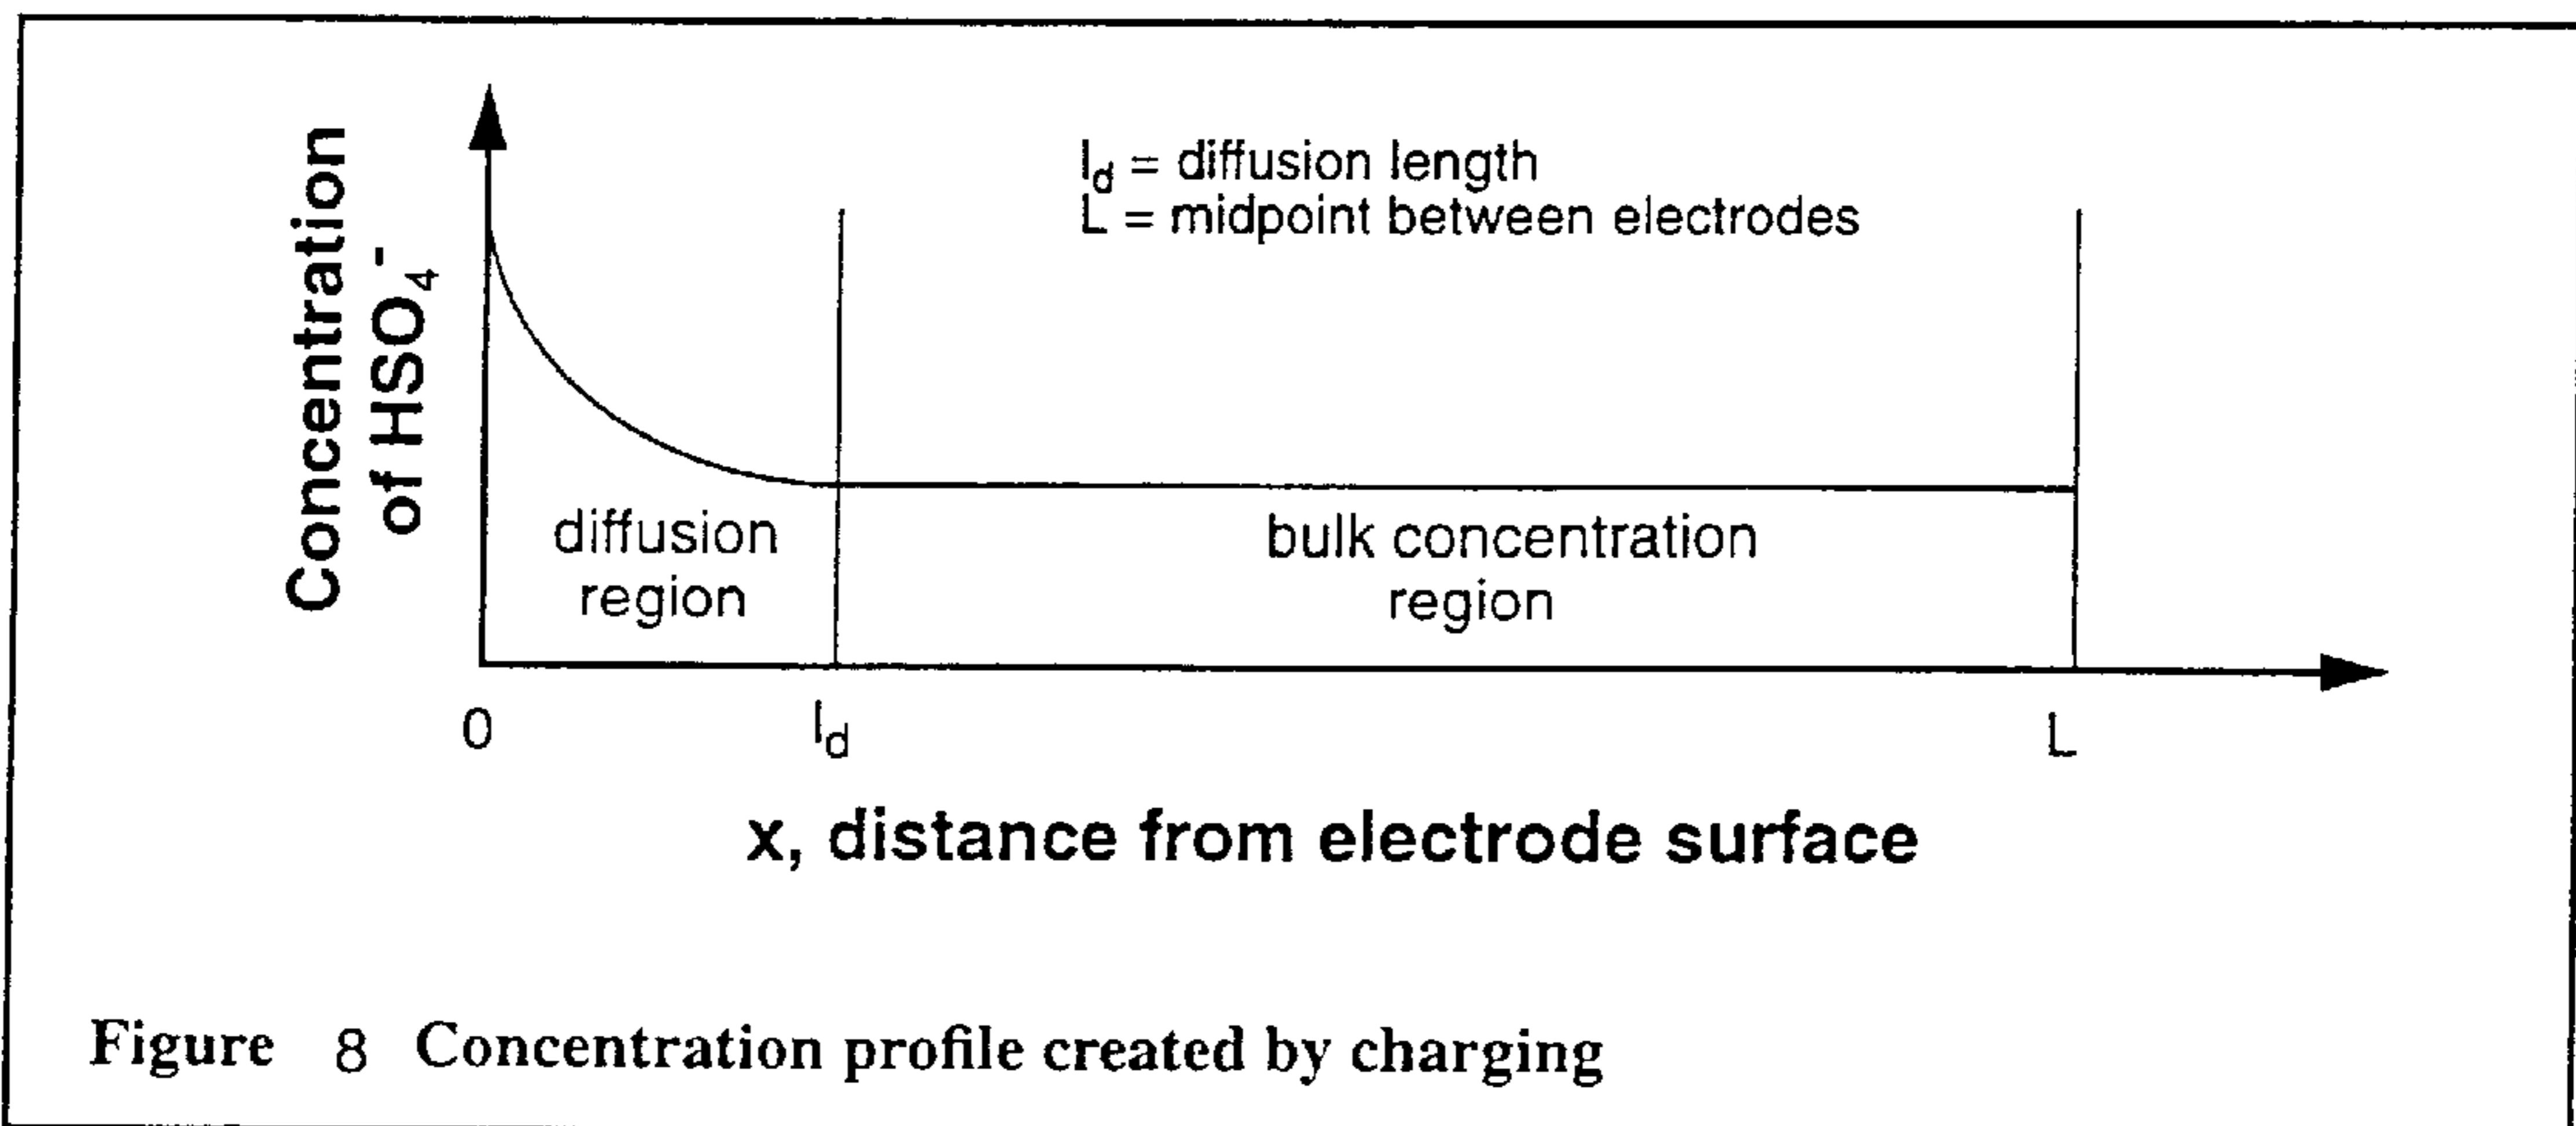 Concentration
of HSO₄⁻
l_d = diffusion length
L = midpoint between electrodes
diffusion
region
bulk concentration
region
0
l_d
L
x, distance from electrode surface
Figure 8 Concentration profile created by charging